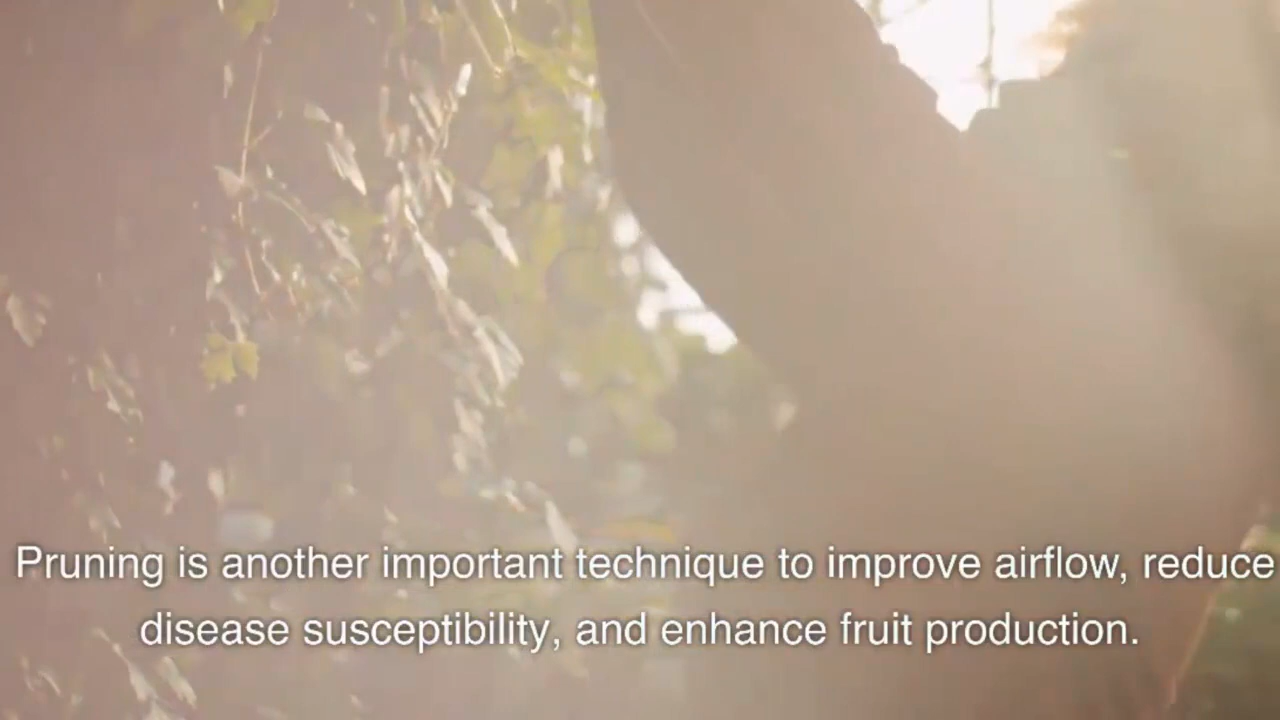 Pruning is another important technique to improve airflow, reduce
disease susceptibility, and enhance fruit production.